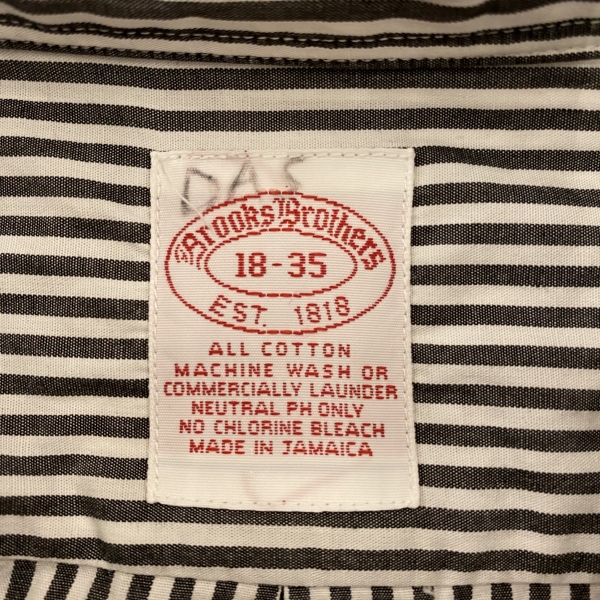 DAS
Brooks Brothers
18-35
EST. 1818
ALL COTTON
MACHINE WASH OR
COMMERCIALLY LAUNDER
NEUTRAL PH ONLY
NO CHLORINE BLEACH
MADE IN JAMAICA